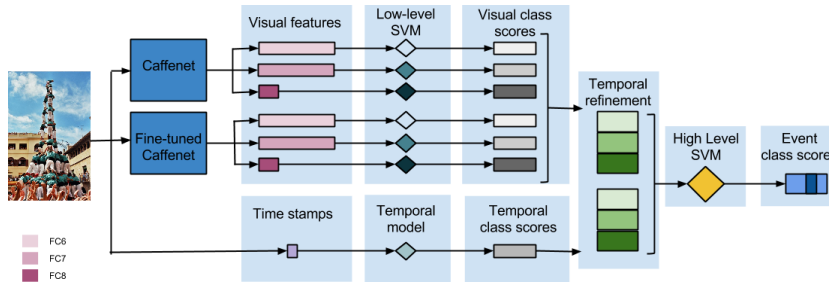 Visual features
Low-level
SVM
Visual class
scores
Caffenet
Fine-tuned
Caffenet
Temporal
refinement
High Level
SVM
Event
class score
Time stamps
Temporal
model
Temporal
class scores
FC6
FC7
FC8